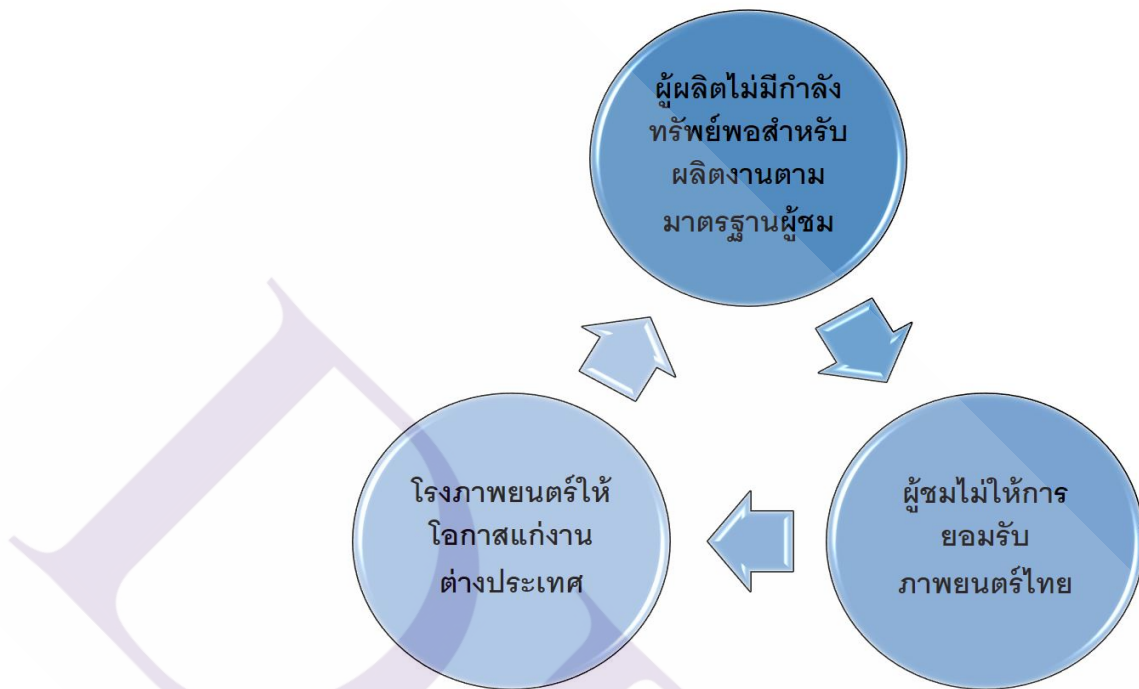 ผู้ผลิตไม่มีกำลัง
ทรัพย์พอสำหรับ
ผลิตงานตาม
มาตรฐานผู้ชม
โรงภาพยนตร์ให้
โอกาสแก่งาน
ต่างประเทศ
ผู้ชมไม่ให้การ
ยอมรับ
ภาพยนตร์ไทย